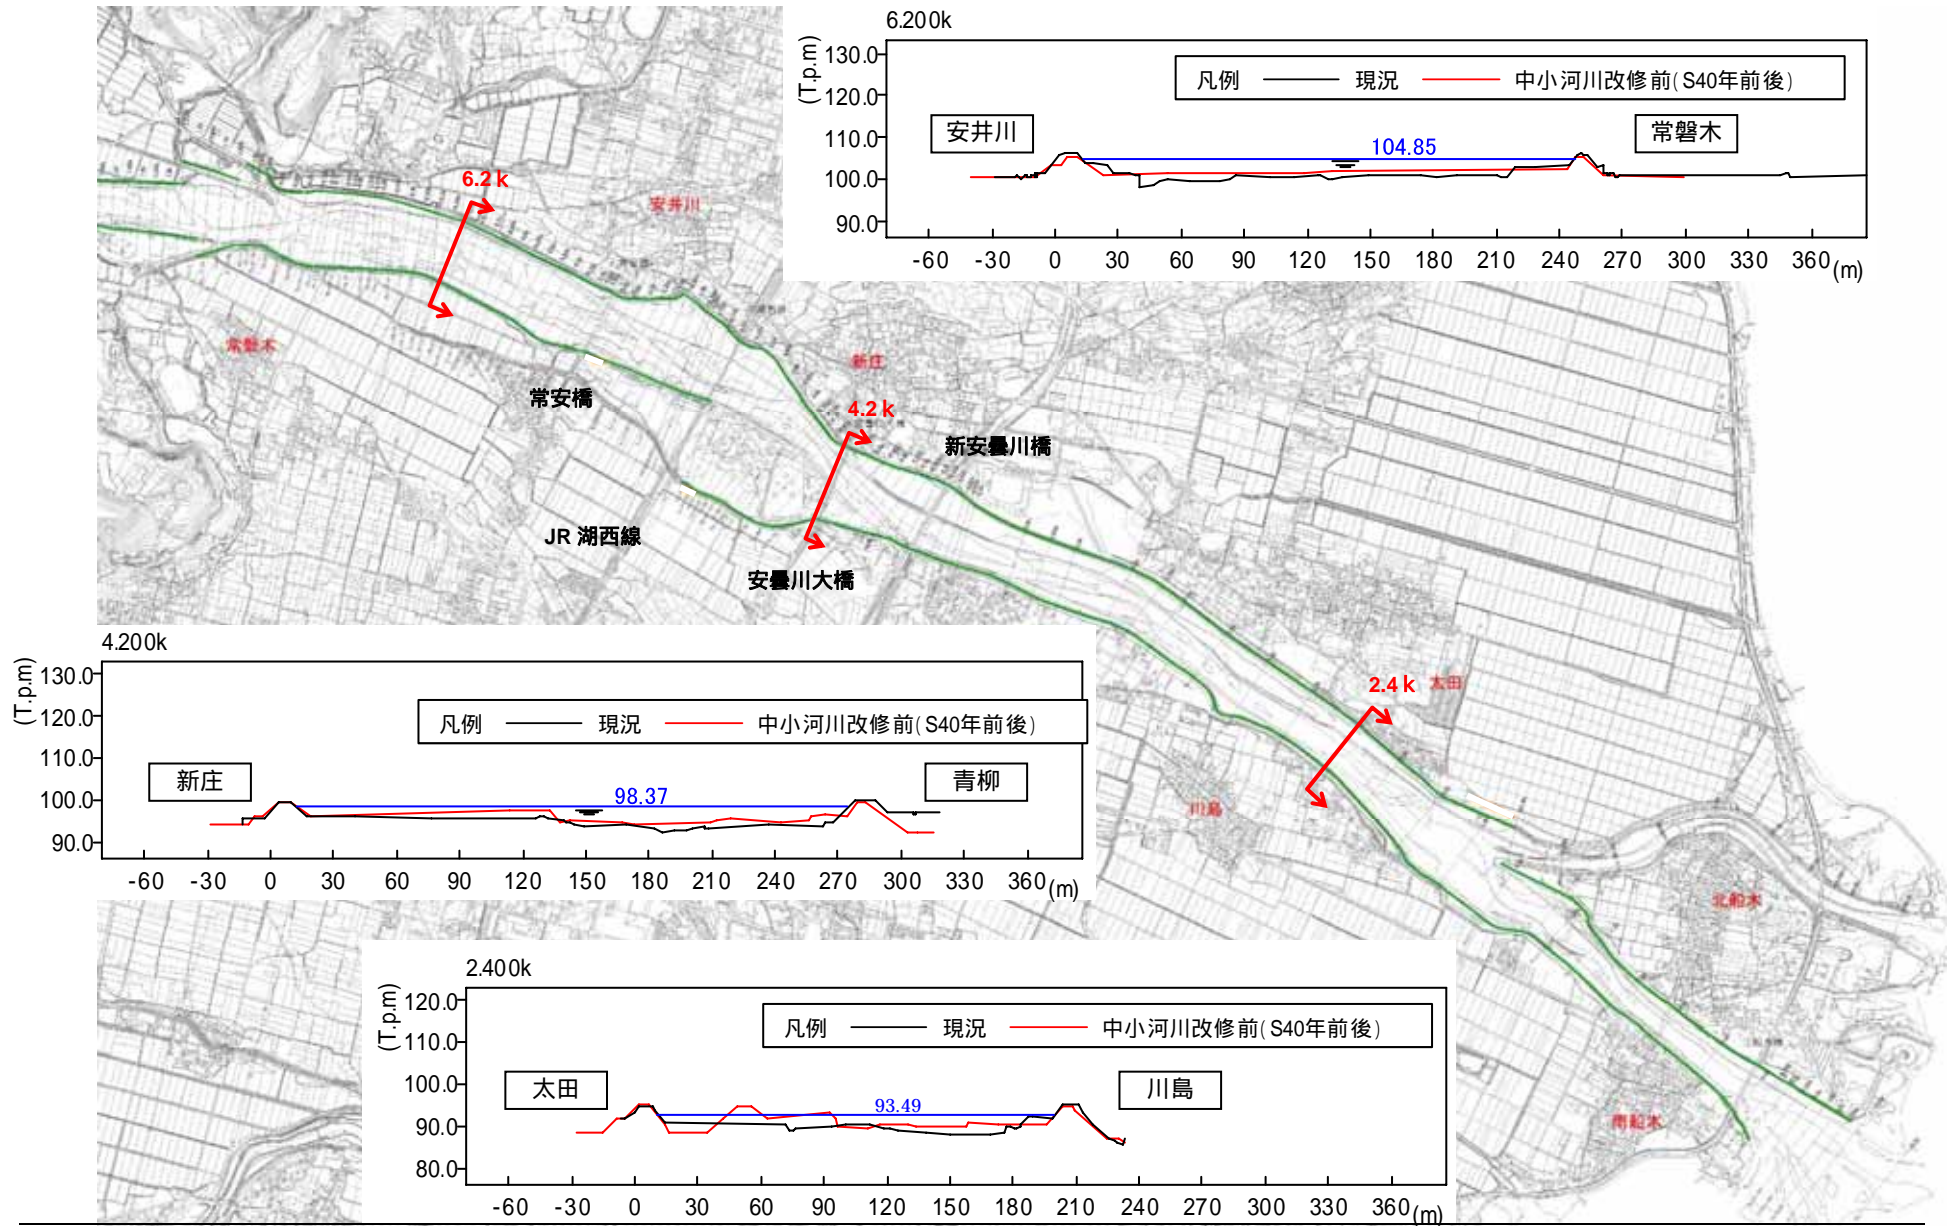 6.200k
(T.p.m)
130.0
120.0
110.0
100.0
90.0
凡例 現況 中小河川改修前(S40年前後)
安井川
常磐木
104.85
-60 -30 0 30 60 90 120 150 180 210 240 270 300 330 360 (m)
6.2k
安井川
常磐木
常安橋
新庄
4.2k
新安曇川橋
JR 湖西線
安曇川大橋
4.200k
(T.p.m)
130.0
120.0
110.0
100.0
90.0
凡例 現況 中小河川改修前(S40年前後)
新庄
青柳
98.37
-60 -30 0 30 60 90 120 150 180 210 240 270 300 330 360 (m)
2.4k
太田
川島
北船木
南船木
2.400k
(T.p.m)
120.0
110.0
100.0
90.0
80.0
凡例 現況 中小河川改修前(S40年前後)
太田
川島
93.49
-60 -30 0 30 60 90 120 150 180 210 240 270 300 330 360 (m)